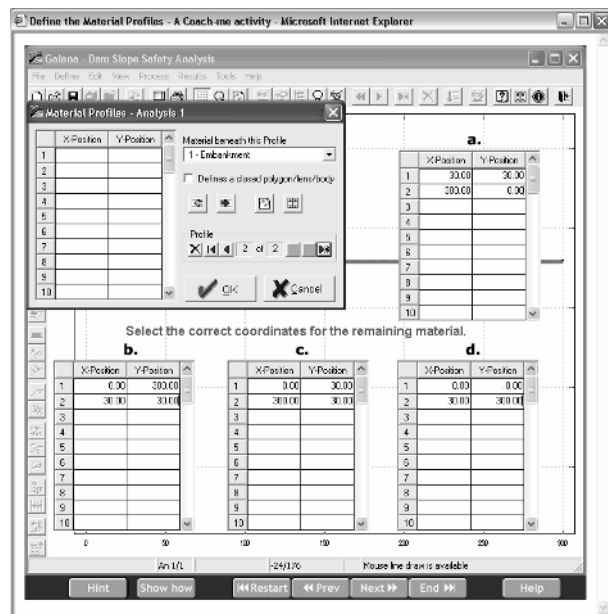 Define the Material Profiles - A Coach-me activity - Microsoft Internet Explorer
Galena - Dam Slope Safety Analysis
File Define Edit View Process Results Tools Help
Material Profiles - Analysis 1
X-Position Y-Position
1
2
3
4
5
6
7
8
9
10
Material beneath this Profile
1 - Embankment
Defines a closed polygon/lens/body
Profile
2 of 2
OK Cancel
a.
X-Position Y-Position
1 30.00 30.00
2 300.00 0.00
3
4
5
6
7
8
9
10
Select the correct coordinates for the remaining material.
b.
X-Position Y-Position
1 0.00 300.00
2 30.00 30.00
3
4
5
6
7
8
9
10
c.
X-Position Y-Position
1 0.00 30.00
2 300.00 30.00
3
4
5
6
7
8
9
10
d.
X-Position Y-Position
1 0.00 0.00
2 30.00 300.00
3
4
5
6
7
8
9
10
0 50 100 150 200 250 300
An 1/1 -24/176 Mouse line draw is available
Hint Show how Restart Prev Next End Help